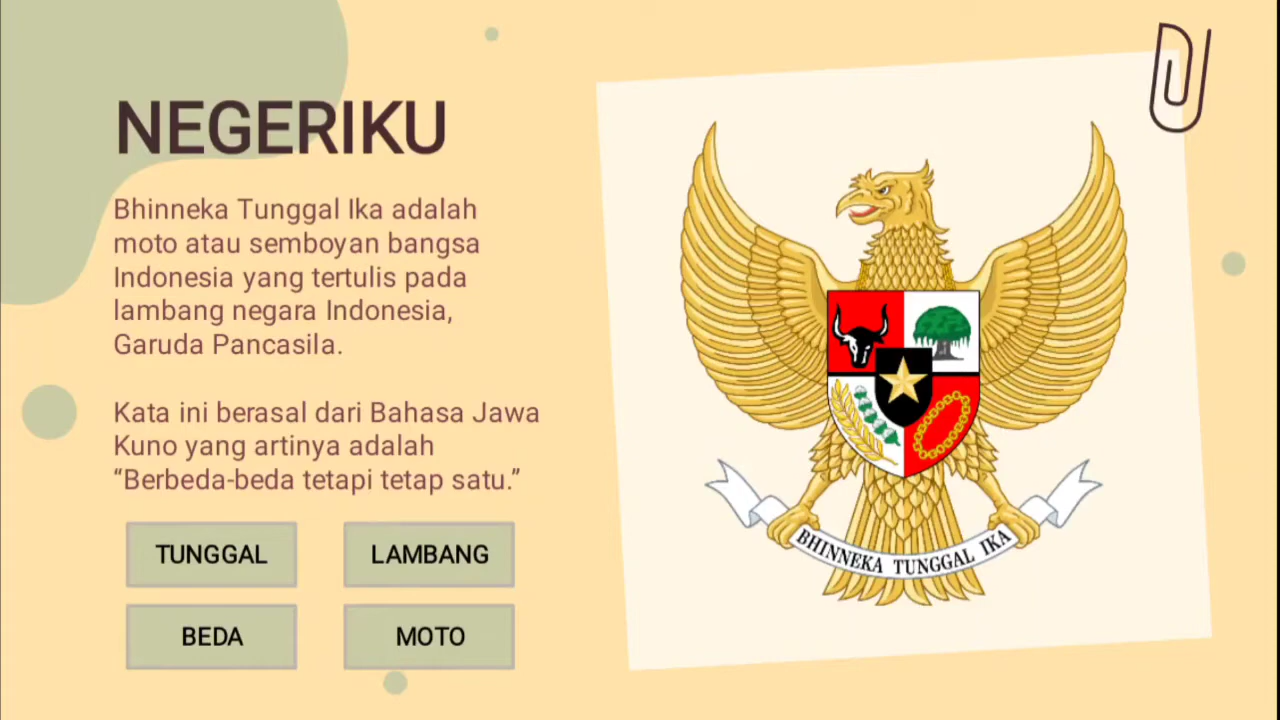 NEGERIKU
Bhinneka Tunggal Ika adalah
moto atau semboyan bangsa
Indonesia yang tertulis pada
lambang negara Indonesia,
Garuda Pancasila.
Kata ini berasal dari Bahasa Jawa
Kuno yang artinya adalah
“Berbeda-beda tetapi tetap satu.”
TUNGGAL
LAMBANG
BEDA
MOTO
BHINNEKA TUNGGAL IKA